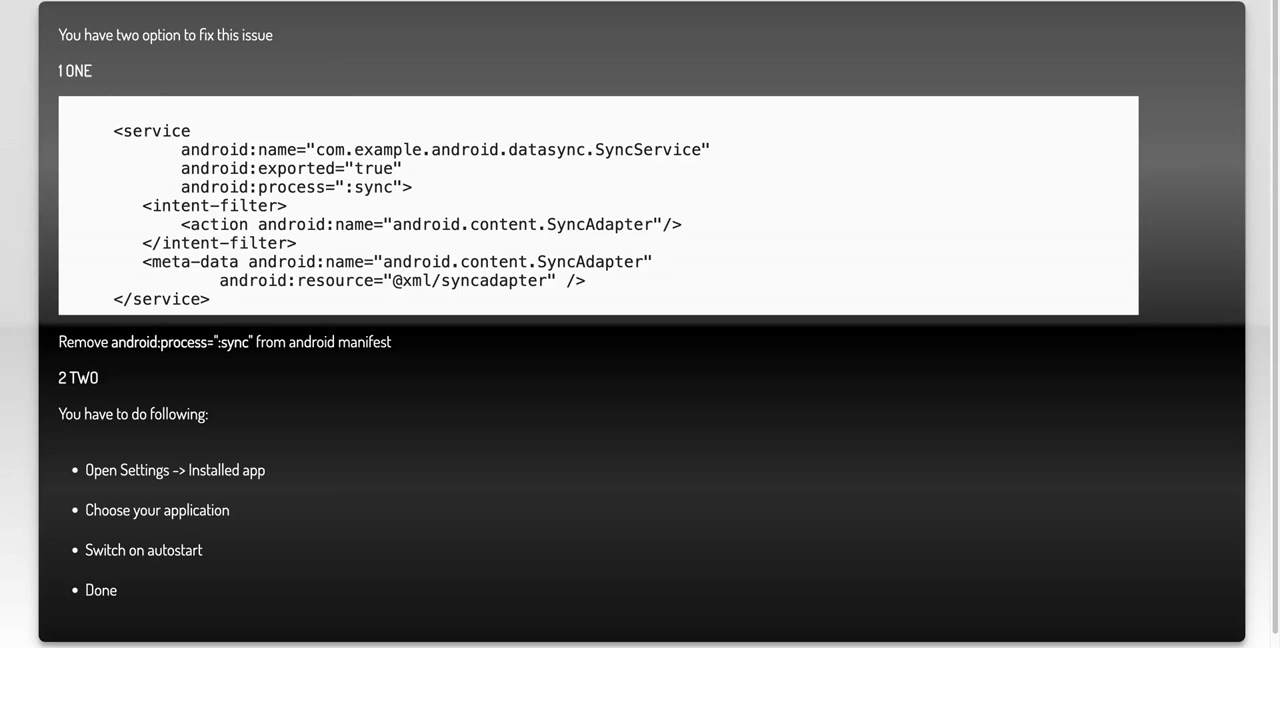 You have two option to fix this issue
1 ONE
<service
android:name="com.example.android.datasync.SyncService"
android:exported="true"
android:process=":sync">
<intent-filter>
<action android:name="android.content.SyncAdapter"/>
</intent-filter>
<meta-data android:name="android.content.SyncAdapter"
android:resource="@xml/syncadapter" />
</service>
Remove android:process=":sync" from android manifest
2 TWO
You have to do following:
• Open Settings -> Installed app
• Choose your application
• Switch on autostart
• Done